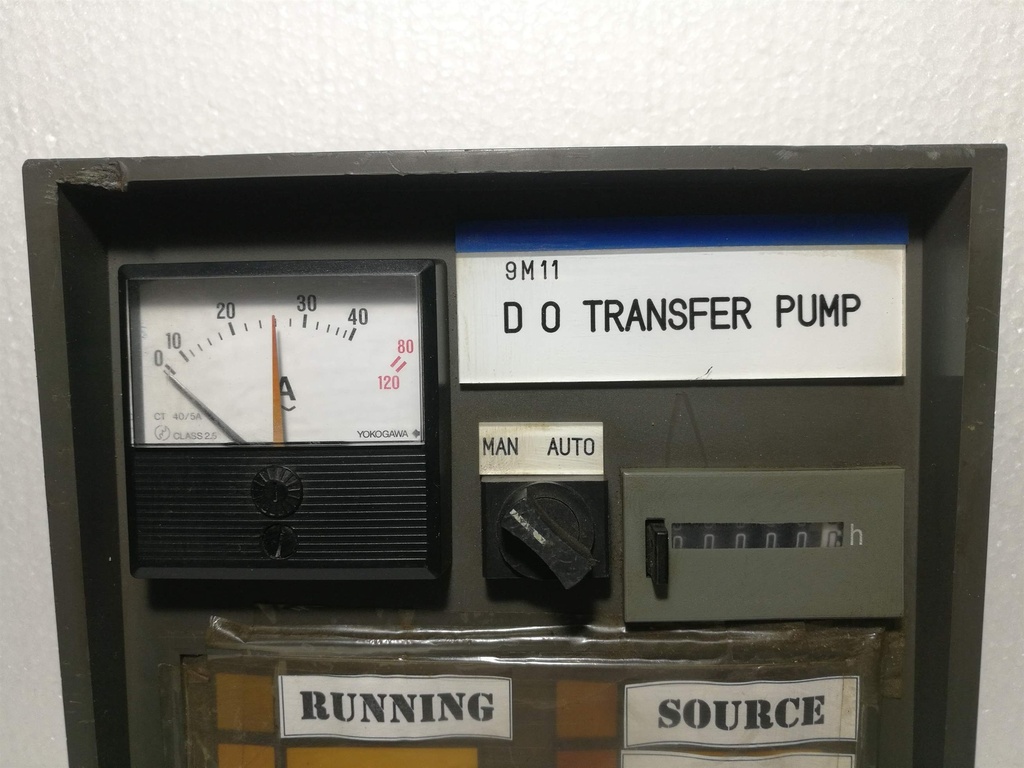 9M11
D O TRANSFER PUMP
0 10 20 30 40
80
120
A
CT 40/5A
CLASS 2.5
YOKOGAWA
MAN AUTO
h
RUNNING
SOURCE